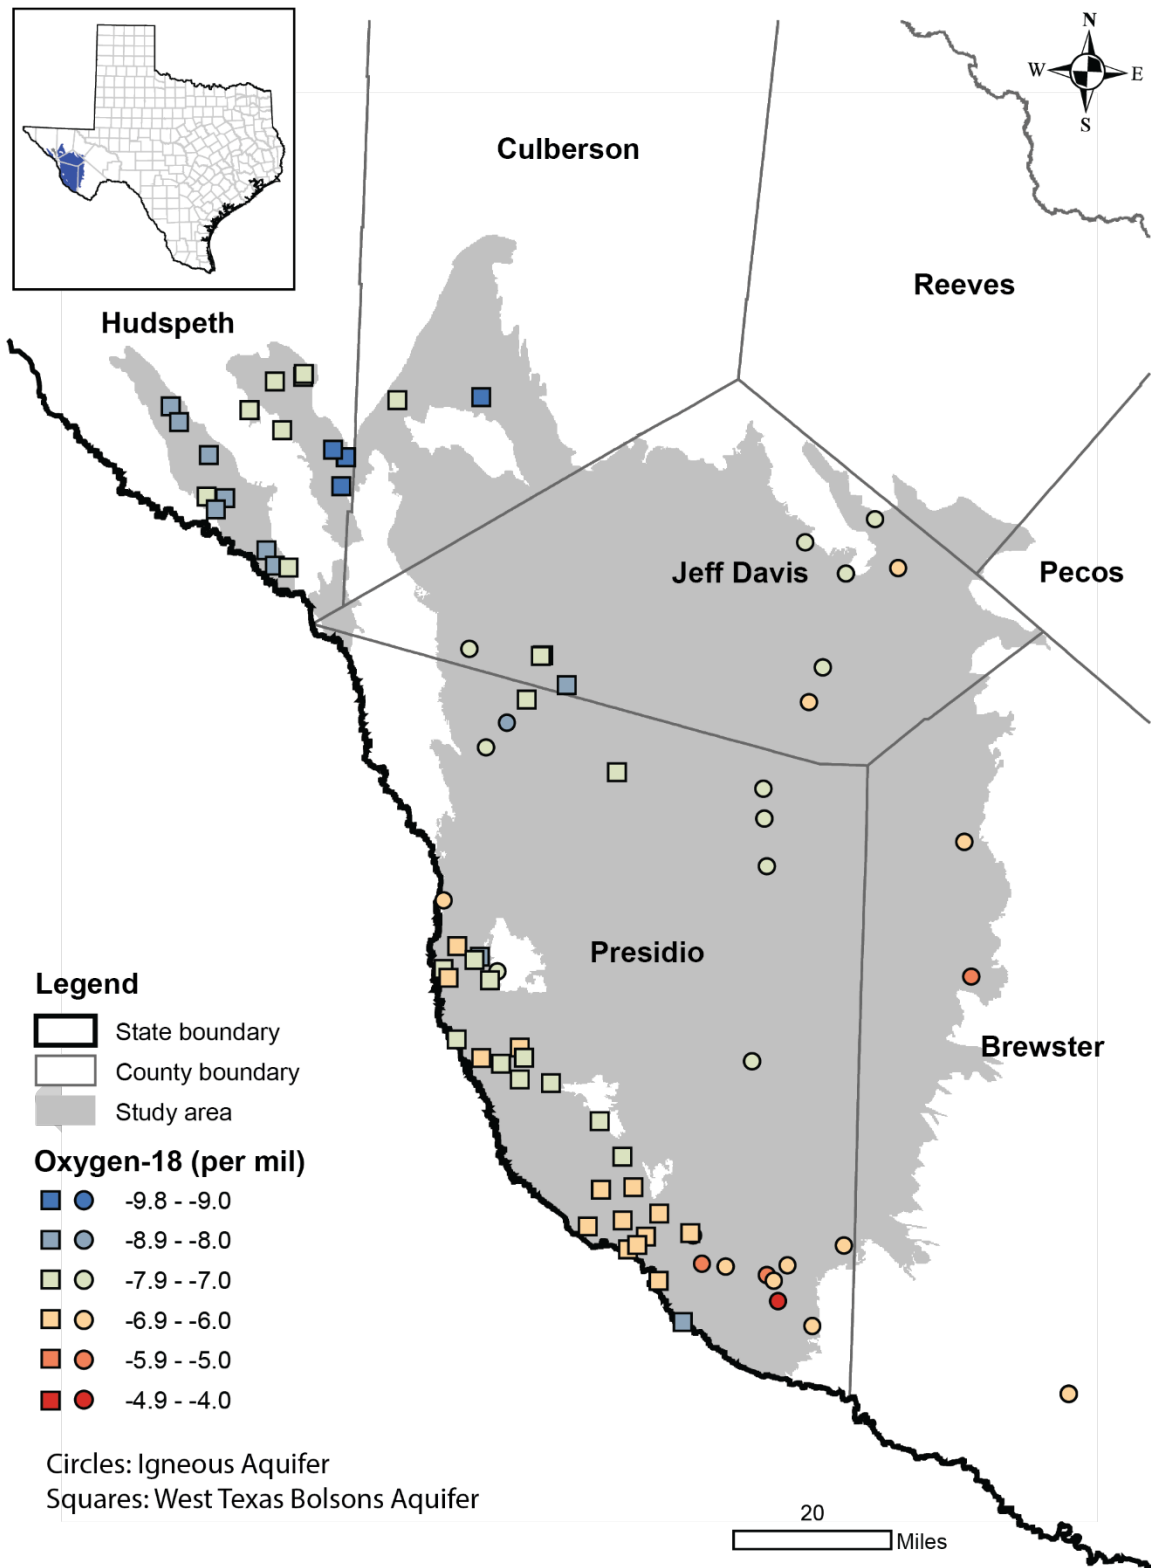 N
W E
S
Culberson
Reeves
Hudspeth
Jeff Davis
Pecos
Presidio
Brewster
Legend
State boundary
County boundary
Study area
Oxygen-18 (per mil)
-9.8 - -9.0
-8.9 - -8.0
-7.9 - -7.0
-6.9 - -6.0
-5.9 - -5.0
-4.9 - -4.0
Circles: Igneous Aquifer
Squares: West Texas Bolsons Aquifer
20
Miles